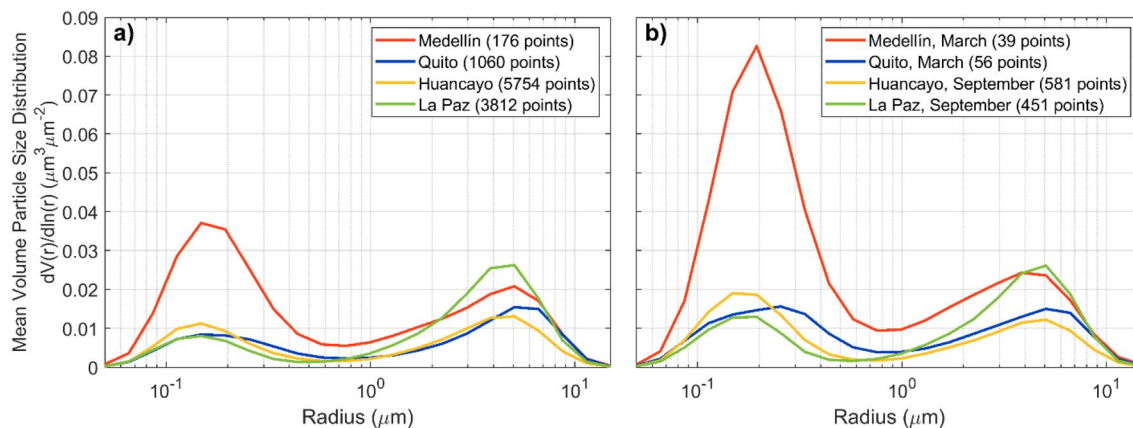 Mean Volume Particle Size Distribution
dV(r)/dln(r) (μm³μm⁻²)
0.09
0.08
0.07
0.06
0.05
0.04
0.03
0.02
0.01
0
a)
Medellín (176 points)
Quito (1060 points)
Huancayo (5754 points)
La Paz (3812 points)
10⁻¹
10⁰
10¹
Radius (μm)
b)
Medellín, March (39 points)
Quito, March (56 points)
Huancayo, September (581 points)
La Paz, September (451 points)
10⁻¹
10⁰
10¹
Radius (μm)